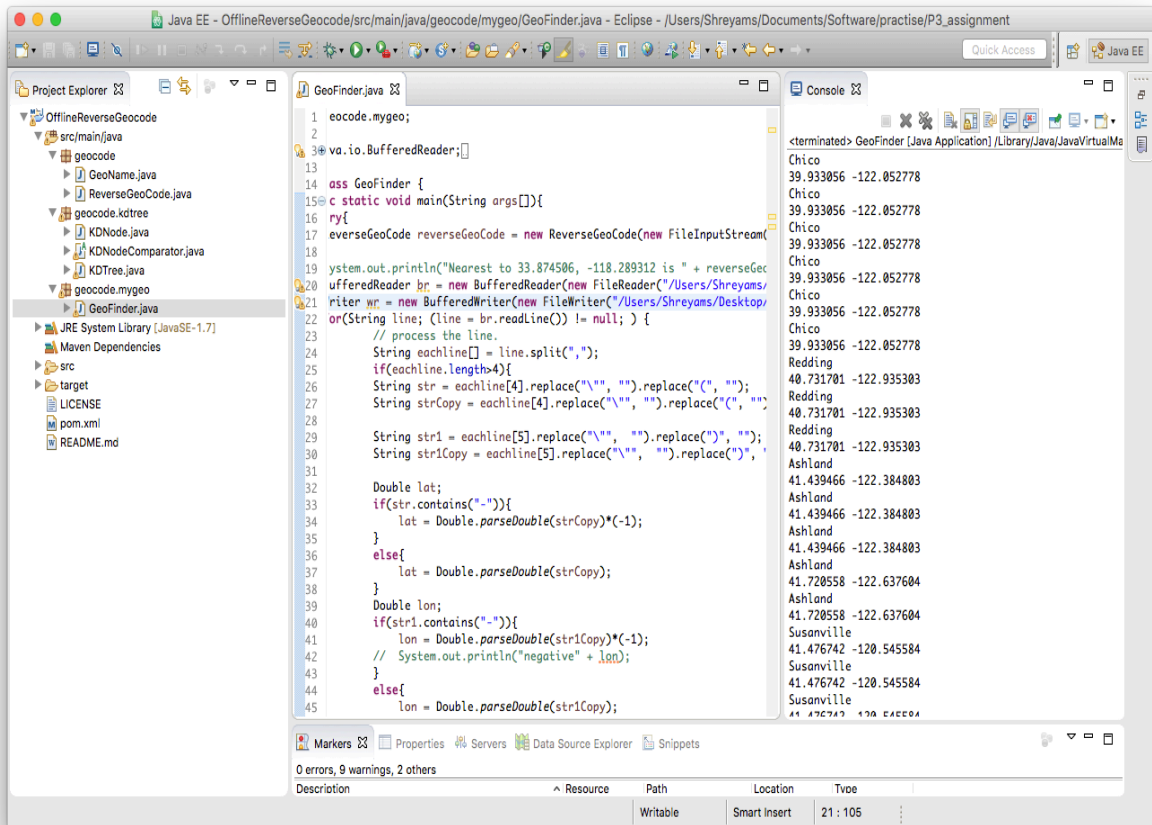 Java EE - OfflineReverseGeocode/src/main/java/geocode/mygeo/GeoFinder.java - Eclipse - /Users/Shreyams/Documents/Software/practise/P3_assignment
Quick Access
Java EE
Project Explorer
OfflineReverseGeocode
src/main/java
geocode
GeoName.java
ReverseGeoCode.java
geocode.kdtree
KDNode.java
KDNodeComparator.java
KDTree.java
geocode.mygeo
GeoFinder.java
JRE System Library [JavaSE-1.7]
Maven Dependencies
src
target
LICENSE
pom.xml
README.md
GeoFinder.java
1 eocode.mygeo;
2
3 va.io.BufferedReader;
13
14 ass GeoFinder {
15 c static void main(String args[]){
16 ry{
17 everseGeoCode reverseGeoCode = new ReverseGeoCode(new FileInputStream(
18
19 ystem.out.println("Nearest to 33.874506, -118.289312 is " + reverseGeo
20 ufferedReader br = new BufferedReader(new FileReader("/Users/Shreyams/
21 riter wr = new BufferedWriter(new FileWriter("/Users/Shreyams/Desktop/
22 or(String line; (line = br.readLine()) != null; ) {
23 // process the line.
24 String eachline[] = line.split(",");
25 if(eachline.length>4){
26 String str = eachline[4].replace("\"", "").replace("(", "");
27 String strCopy = eachline[4].replace("\"", "").replace("(", "")
28
29 String str1 = eachline[5].replace("\"", "").replace(")", "");
30 String str1Copy = eachline[5].replace("\"", "").replace(")", "
31
32 Double lat;
33 if(str.contains("-")){
34 lat = Double.parseDouble(strCopy)*(-1);
35 }
36 else{
37 lat = Double.parseDouble(strCopy);
38 }
39 Double lon;
40 if(str1.contains("-")){
41 lon = Double.parseDouble(str1Copy)*(-1);
42 // System.out.println("negative" + lon);
43 }
44 else{
45 lon = Double.parseDouble(str1Copy);
Console
<terminated> GeoFinder [Java Application] /Library/Java/JavaVirtualMa
Chico
39.933056 -122.052778
Chico
39.933056 -122.052778
Chico
39.933056 -122.052778
Chico
39.933056 -122.052778
Chico
39.933056 -122.052778
Chico
39.933056 -122.052778
Redding
40.731701 -122.935303
Redding
40.731701 -122.935303
Redding
40.731701 -122.935303
Ashland
41.439466 -122.384803
Ashland
41.439466 -122.384803
Ashland
41.439466 -122.384803
Ashland
41.720558 -122.637604
Ashland
41.720558 -122.637604
Susanville
41.476742 -120.545584
Susanville
41.476742 -120.545584
Susanville
41.476742 -120.545584
Markers
Properties
Servers
Data Source Explorer
Snippets
0 errors, 9 warnings, 2 others
Description Resource Path Location Type
Writable Smart Insert 21 : 105